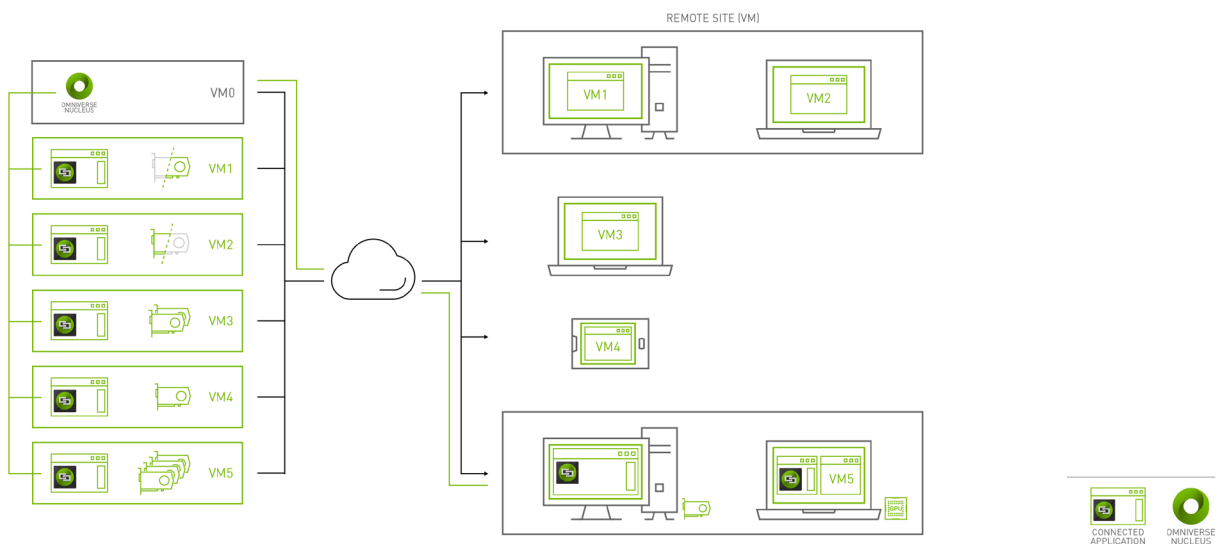 REMOTE SITE (VM)
OMNIVERSE
NUCLEUS
VM0
VM1
VM2
VM3
VM4
VM5
VM1
VM2
VM3
VM4
VM5
GPU
CONNECTED
APPLICATION
OMNIVERSE
NUCLEUS